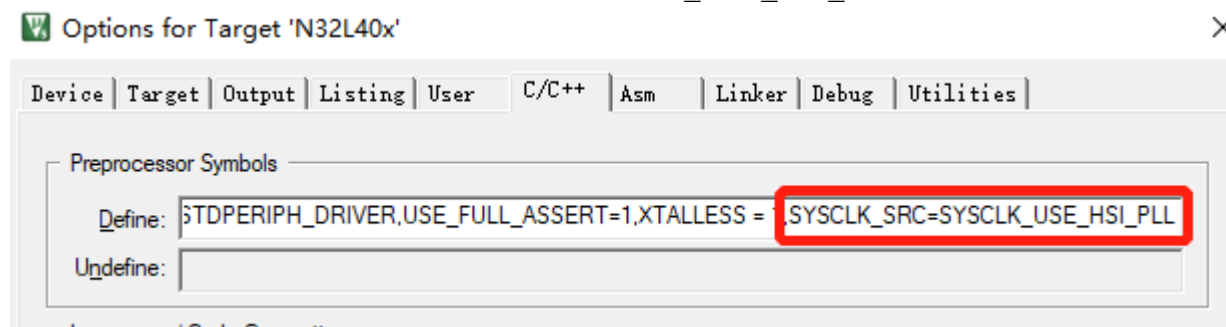 Options for Target 'N32L40x'
Device Target Output Listing User C/C++ Asm Linker Debug Utilities
Preprocessor Symbols
Define: STDPERIPH_DRIVER,USE_FULL_ASSERT=1,XTALLESS = 1,SYSCLK_SRC=SYSCLK_USE_HSI_PLL
Undefine: